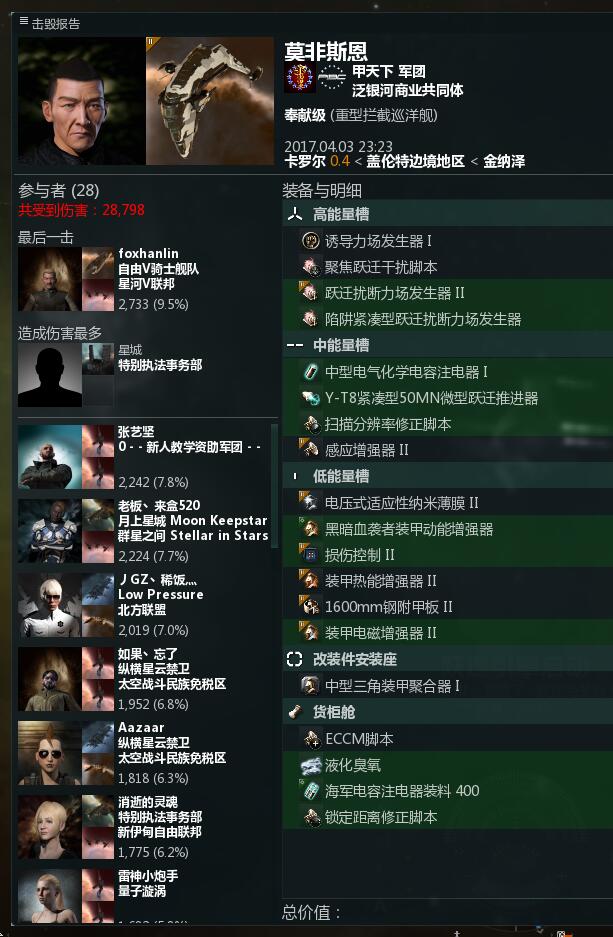 击毁报告
莫非斯恩
甲天下 军团
泛银河商业共同体
奉献级 (重型拦截巡洋舰)
2017.04.03 23:23
卡罗尔 0.4 < 盖伦特边境地区 < 金纳泽
参与者 (28)
共受到伤害：28,798
最后一击
foxhanlin
自由V骑士舰队
星河V联邦
2,733 (9.5%)
造成伤害最多
星城
特别执法事务部
张艺坚
0 - - 新人教学资助军团 - -
2,242 (7.8%)
老板、来盒520
月上星城 Moon Keepstar
群星之间 Stellar in Stars
2,224 (7.7%)
丿GZ、稀饭灬
Low Pressure
北方联盟
2,019 (7.0%)
如果、忘了
纵横星云禁卫
太空战斗民族免税区
1,952 (6.8%)
Aazaar
纵横星云禁卫
太空战斗民族免税区
1,818 (6.3%)
消逝的灵魂
特别执法事务部
新伊甸自由联邦
1,775 (6.2%)
雷神小炮手
量子漩涡
装备与明细
高能量槽
诱导力场发生器 I
聚焦跃迁干扰脚本
跃迁扰断力场发生器 II
陷阱紧凑型跃迁扰断力场发生器
中能量槽
中型电气化学电容注电器 I
Y-T8紧凑型50MN微型跃迁推进器
扫描分辨率修正脚本
感应增强器 II
低能量槽
电压式适应性纳米薄膜 II
黑暗血袭者装甲动能增强器
损伤控制 II
装甲热能增强器 II
1600mm钢附甲板 II
装甲电磁增强器 II
改装件安装座
中型三角装甲聚合器 I
货柜舱
ECCM脚本
液化臭氧
海军电容注电器装料 400
锁定距离修正脚本
总价值：